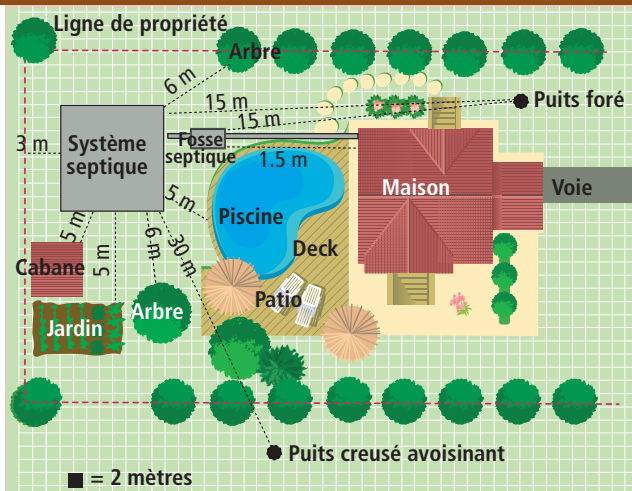 Ligne de propriété
Arbre
6 m
15 m
Puits foré
15 m
3 m
Système
septique
Fosse
septique
1.5 m
Maison
Voie
5 m
Piscine
Deck
5 m
5 m
6 m
30 m
Cabane
Patio
Arbre
Jardin
Puits creusé avoisinant
= 2 mètres